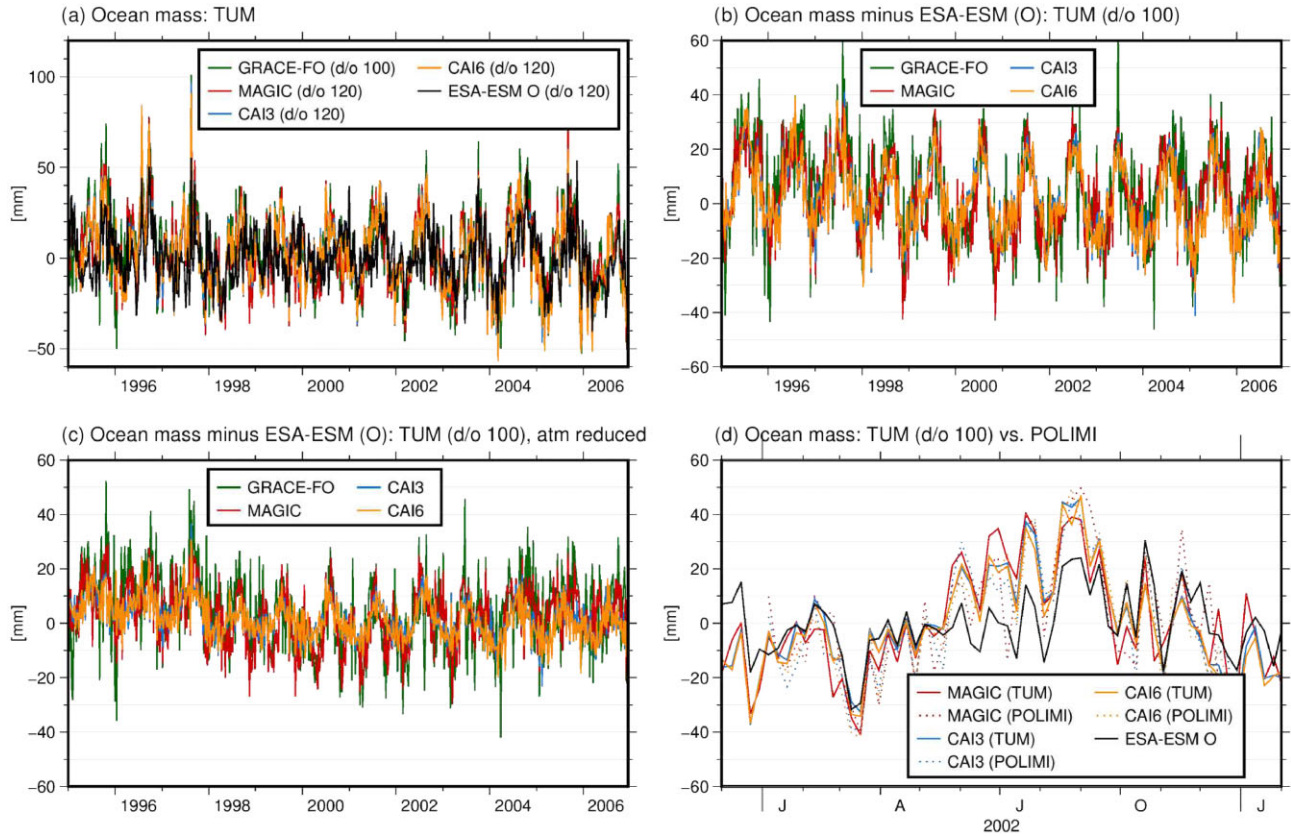 (a) Ocean mass: TUM
[mm]
100
50
0
−50
GRACE-FO (d/o 100)
MAGIC (d/o 120)
CAI3 (d/o 120)
CAI6 (d/o 120)
ESA-ESM O (d/o 120)
1996 1998 2000 2002 2004 2006
(b) Ocean mass minus ESA-ESM (O): TUM (d/o 100)
[mm]
60
40
20
0
−20
−40
−60
GRACE-FO
MAGIC
CAI3
CAI6
1996 1998 2000 2002 2004 2006
(c) Ocean mass minus ESA-ESM (O): TUM (d/o 100), atm reduced
[mm]
60
40
20
0
−20
−40
−60
GRACE-FO
MAGIC
CAI3
CAI6
1996 1998 2000 2002 2004 2006
(d) Ocean mass: TUM (d/o 100) vs. POLIMI
[mm]
60
40
20
0
−20
−40
−60
MAGIC (TUM)
MAGIC (POLIMI)
CAI3 (TUM)
CAI3 (POLIMI)
CAI6 (TUM)
CAI6 (POLIMI)
ESA-ESM O
J A J O J
2002